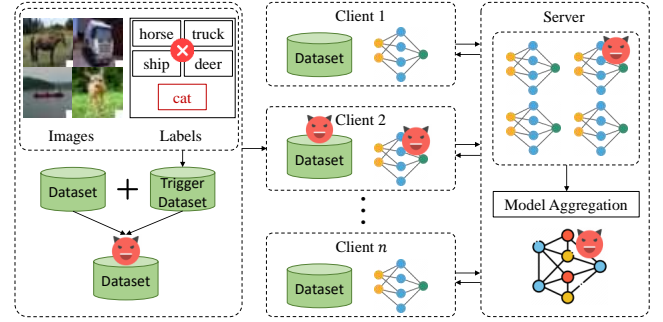 horse truck
ship deer
cat
Images Labels
Dataset
Trigger
Dataset
Dataset
Client 1
Dataset
Client 2
Dataset
Client n
Dataset
Server
Model Aggregation